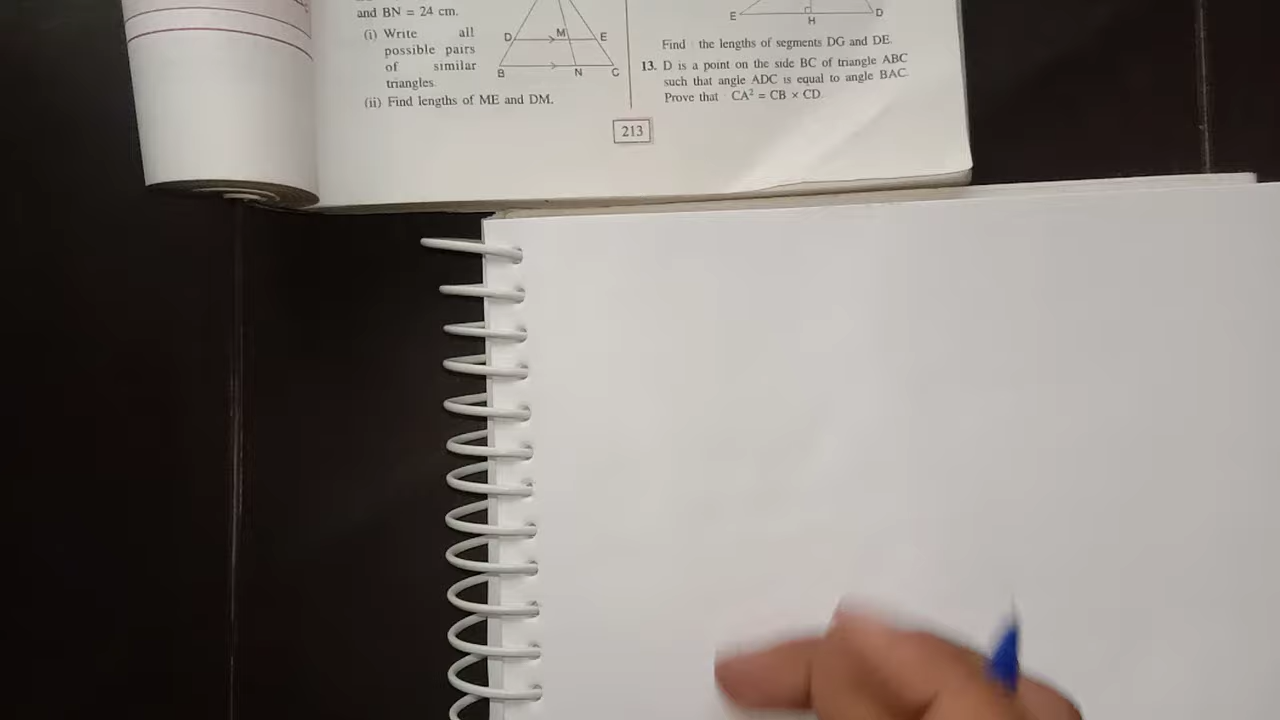 and BN = 24 cm.
(i) Write all
possible pairs
of similar
triangles.
(ii) Find lengths of ME and DM.
D
M
E
B
N
C
E
H
D
Find the lengths of segments DG and DE.
13. D is a point on the side BC of triangle ABC
such that angle ADC is equal to angle BAC.
Prove that CA² = CB × CD.
213